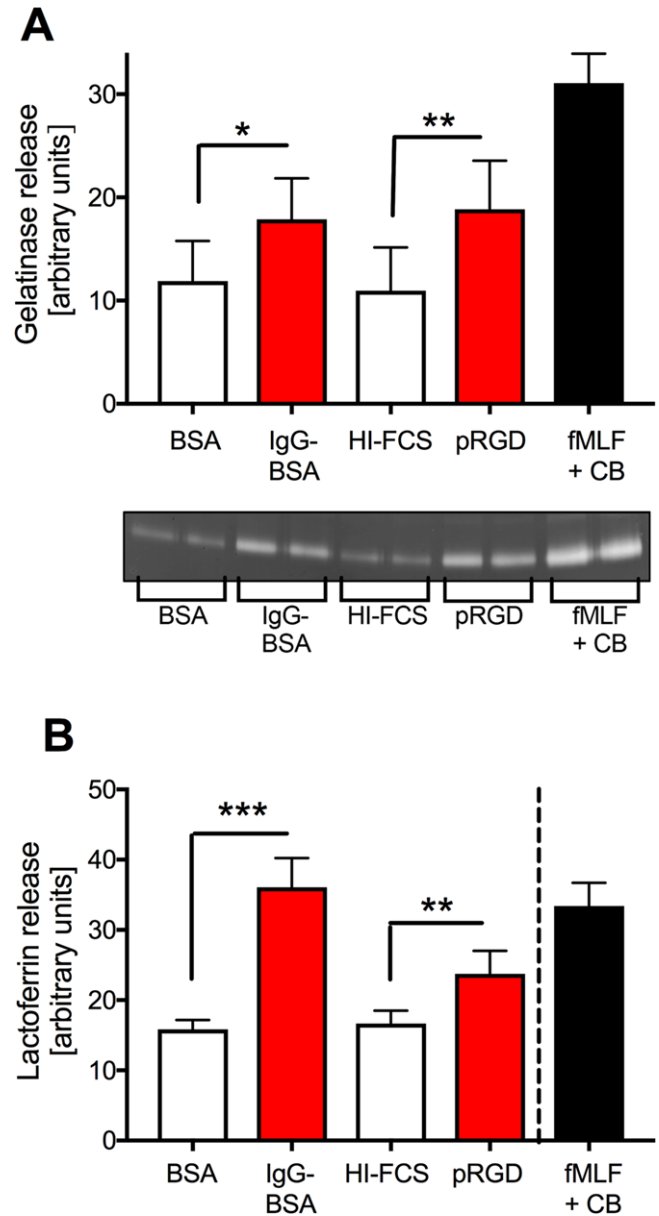 A
Gelatinase release
[arbitrary units]
30
20
10
0
*
**
BSA
IgG-
BSA
HI-FCS
pRGD
fMLF
+ CB
BSA
IgG-
BSA
HI-FCS
pRGD
fMLF
+ CB
B
Lactoferrin release
[arbitrary units]
50
40
30
20
10
0
***
**
BSA
IgG-
BSA
HI-FCS
pRGD
fMLF
+ CB